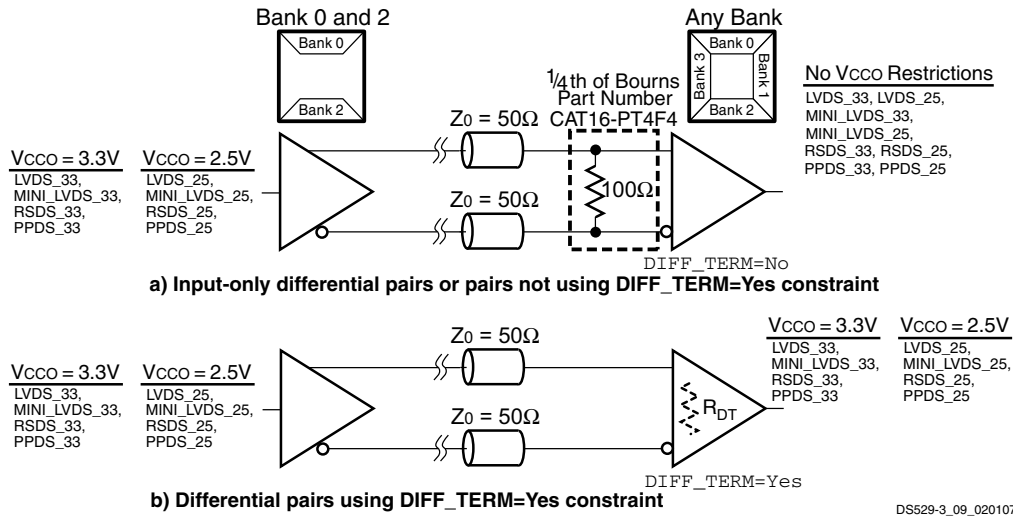 Bank 0 and 2
Bank 0
Bank 2
Any Bank
Bank 0
Bank 3
Bank 1
Bank 2
No VCCO Restrictions
LVDS_33, LVDS_25,
MINI_LVDS_33,
MINI_LVDS_25,
RSDS_33, RSDS_25,
PPDS_33, PPDS_25
1/4th of Bourns
Part Number
CAT16-PT4F4
Z0 = 50Ω
Z0 = 50Ω
100Ω
VCCO = 3.3V
LVDS_33,
MINI_LVDS_33,
RSDS_33,
PPDS_33
VCCO = 2.5V
LVDS_25,
MINI_LVDS_25,
RSDS_25,
PPDS_25
DIFF_TERM=No
a) Input-only differential pairs or pairs not using DIFF_TERM=Yes constraint
VCCO = 3.3V
LVDS_33,
MINI_LVDS_33,
RSDS_33,
PPDS_33
VCCO = 2.5V
LVDS_25,
MINI_LVDS_25,
RSDS_25,
PPDS_25
Z0 = 50Ω
Z0 = 50Ω
RDT
VCCO = 3.3V
LVDS_33,
MINI_LVDS_33,
RSDS_33,
PPDS_33
VCCO = 2.5V
LVDS_25,
MINI_LVDS_25,
RSDS_25,
PPDS_25
DIFF_TERM=Yes
b) Differential pairs using DIFF_TERM=Yes constraint
DS529-3_09_020107